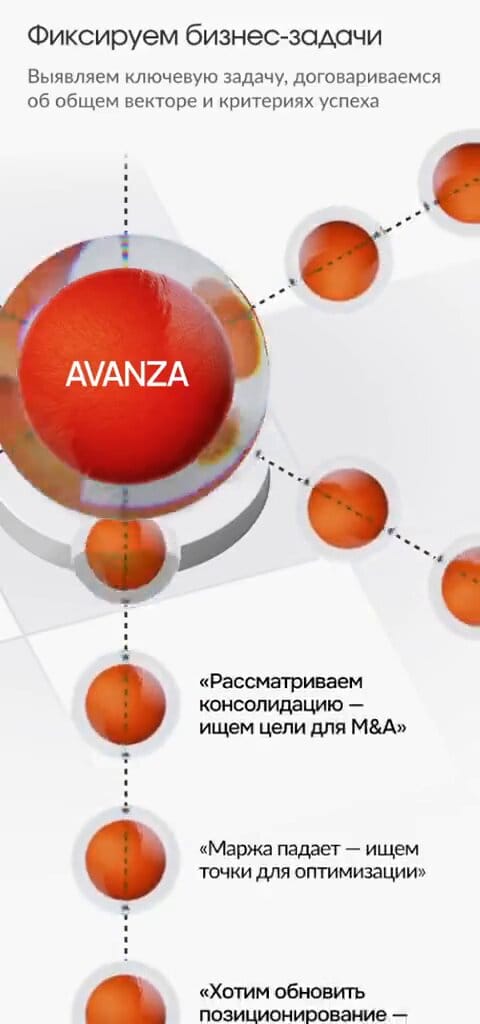 Фиксируем бизнес-задачи
Выявляем ключевую задачу, договариваемся
об общем векторе и критериях успеха
AVANZA
«Рассматриваем
консолидацию —
ищем цели для M&A»
«Маржа падает — ищем
точки для оптимизации»
«Хотим обновить
позиционирование —